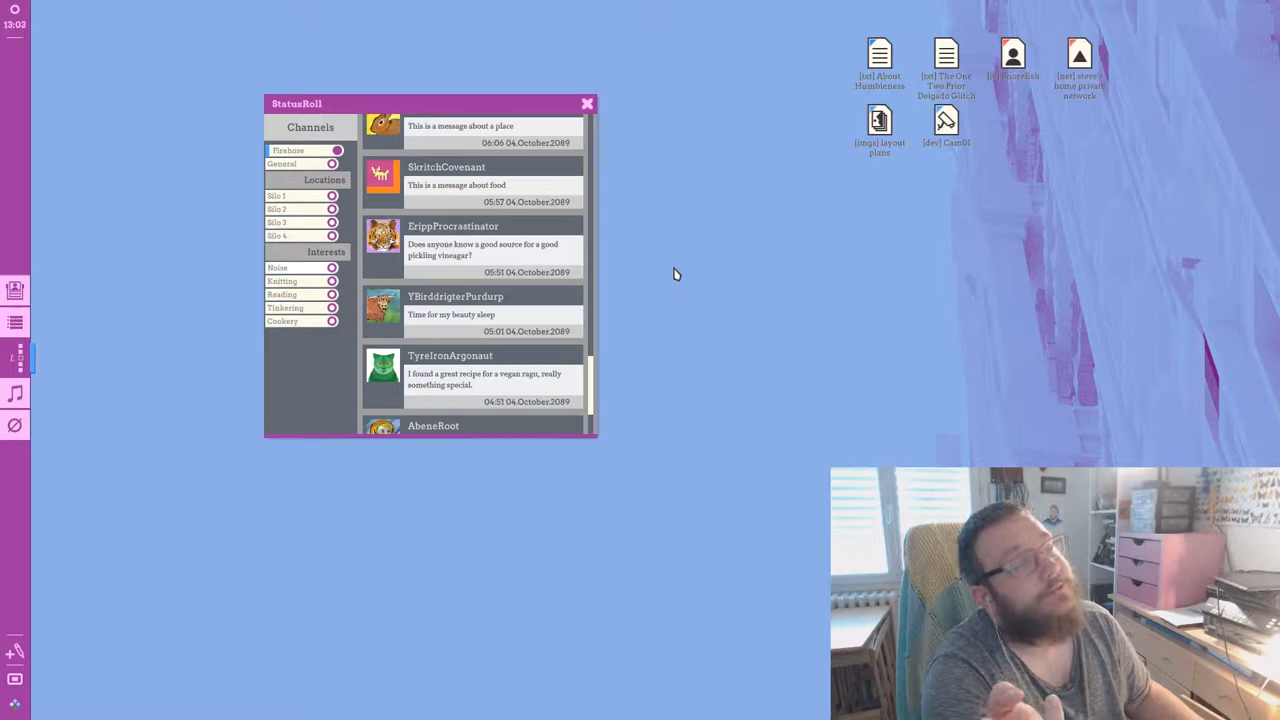 13:02
StatusRoll
Channels
Firehose
General
Locations
Silo 1
Silo 2
Silo 3
Silo 4
Interests
Noise
Knitting
Reading
Tinkering
Cookery
This is a message about a place
06:06 04.October.2089
SkritchCovenant
This is a message about food
05:57 04.October.2089
ErippProcrastinator
Does anyone know a good source for a good
pickling vineagar?
05:51 04.October.2089
YBirddrigterPurdurp
Time for my beauty sleep
05:01 04.October.2089
TyreIronArgonaut
I found a great recipe for a vegan ragu, really
something special.
04:51 04.October.2089
AbeneRoot
[txt] About
Humbleness
[txt] The One
Two Prior
Delgado Glitch
[net] steve's
home private
network
[imgs] layout
plans
[dev] Cam01